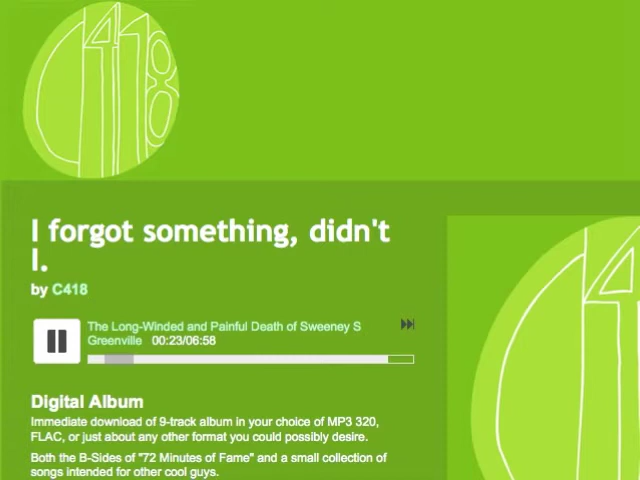 C418
I forgot something, didn't
I.
by C418
The Long-Winded and Painful Death of Sweeney S
Greenville 00:23/06:58
Digital Album
Immediate download of 9-track album in your choice of MP3 320,
FLAC, or just about any other format you could possibly desire.
Both the B-Sides of "72 Minutes of Fame" and a small collection of
songs intended for other cool guys.